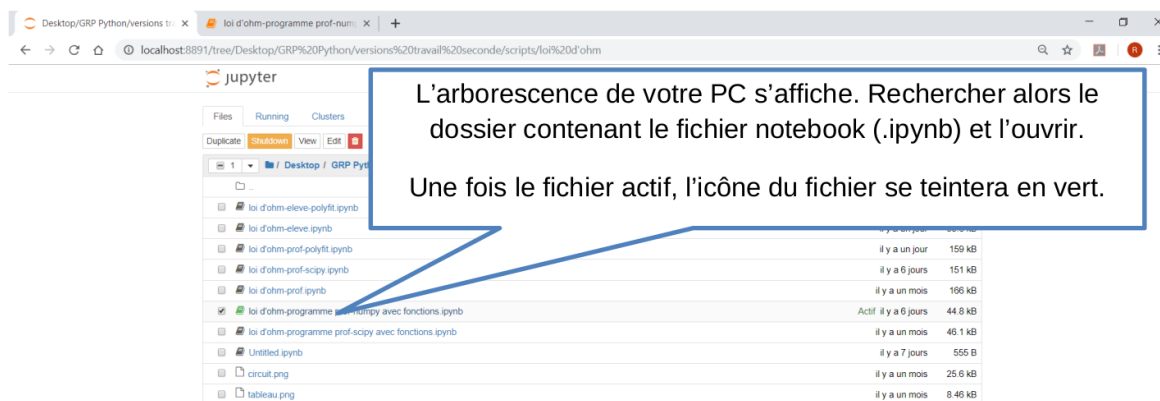 Desktop/GRP Python/versions tr
loi d'ohm-programme prof-num
localhost:8891/tree/Desktop/GRP%20Python/versions%20travail%20seconde/scripts/loi%20d'ohm
R
jupyter
L'arborescence de votre PC s'affiche. Rechercher alors le
dossier contenant le fichier notebook (.ipynb) et l'ouvrir.
Une fois le fichier actif, l'icône du fichier se teintera en vert.
Files Running Clusters
Duplicate Shutdown View Edit
1 / Desktop / GRP Pyt
..
loi d'ohm-eleve-polyfit.ipynb
loi d'ohm-eleve.ipynb il y a un jour
loi d'ohm-prof-polyfit.ipynb il y a un jour 159 kB
loi d'ohm-prof-scipy.ipynb il y a 6 jours 151 kB
loi d'ohm-prof.ipynb il y a un mois 166 kB
loi d'ohm-programme prof-numpy avec fonctions.ipynb Actif il y a 6 jours 44.8 kB
loi d'ohm-programme prof-scipy avec fonctions.ipynb il y a un mois 46.1 kB
Untitled.ipynb il y a 7 jours 555 B
circuit.png il y a un mois 25.6 kB
tableau.png il y a un mois 8.46 kB